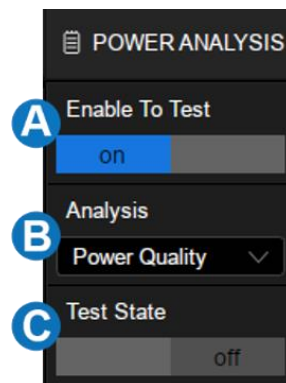 POWER ANALYSIS
A
Enable To Test
on
Analysis
B
Power Quality
C
Test State
off